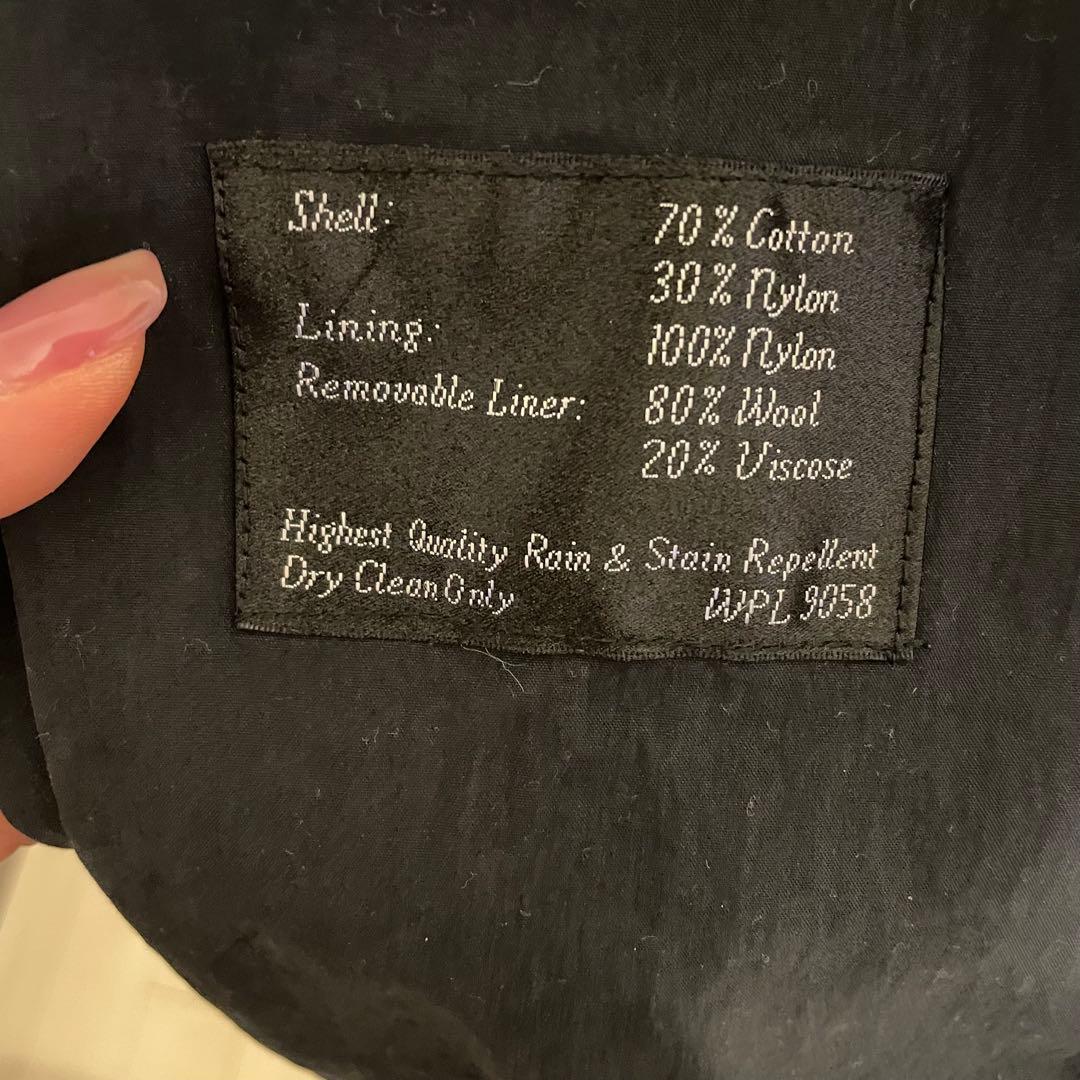 Shell: 70% Cotton
30% Nylon
Lining: 100% Nylon
Removable Liner: 80% Wool
20% Viscose
Highest Quality Rain & Stain Repellent
Dry Clean Only WPL 9058